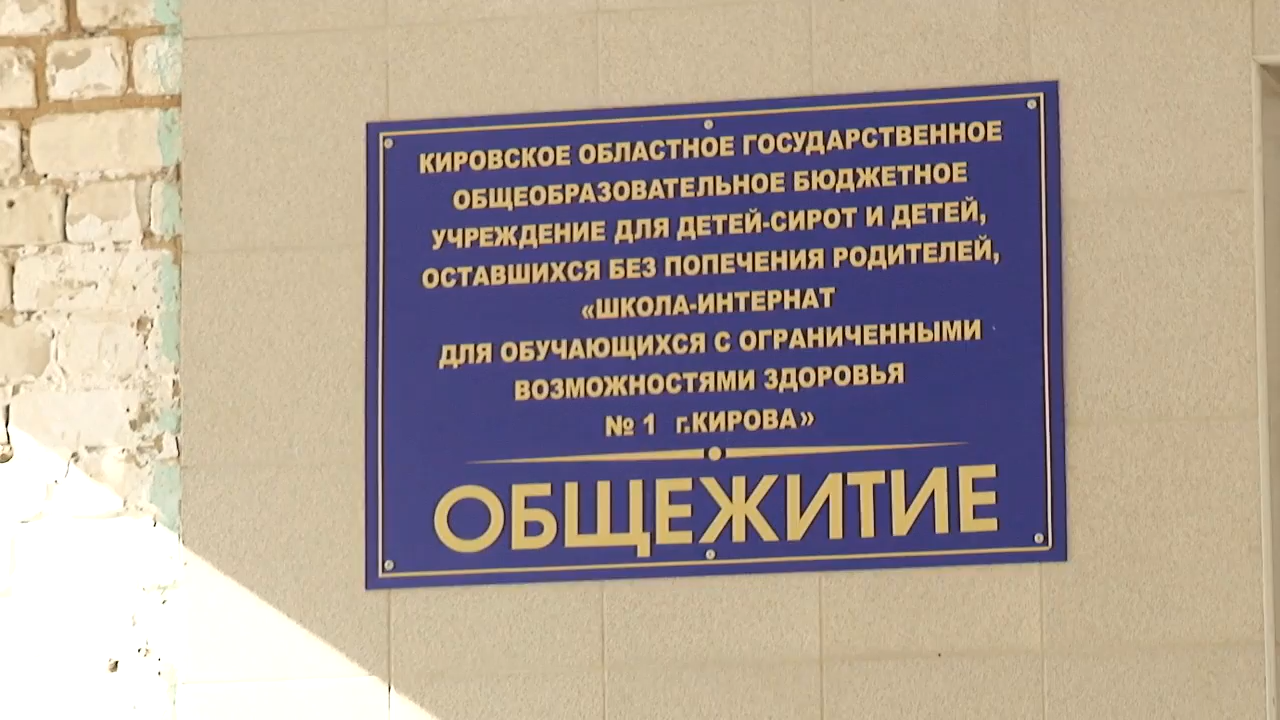 КИРОВСКОЕ ОБЛАСТНОЕ ГОСУДАРСТВЕННОЕ
ОБЩЕОБРАЗОВАТЕЛЬНОЕ БЮДЖЕТНОЕ
УЧРЕЖДЕНИЕ ДЛЯ ДЕТЕЙ-СИРОТ И ДЕТЕЙ,
ОСТАВШИХСЯ БЕЗ ПОПЕЧЕНИЯ РОДИТЕЛЕЙ,
«ШКОЛА-ИНТЕРНАТ
ДЛЯ ОБУЧАЮЩИХСЯ С ОГРАНИЧЕННЫМИ
ВОЗМОЖНОСТЯМИ ЗДОРОВЬЯ
№ 1 г.КИРОВА»
ОБЩЕЖИТИЕ